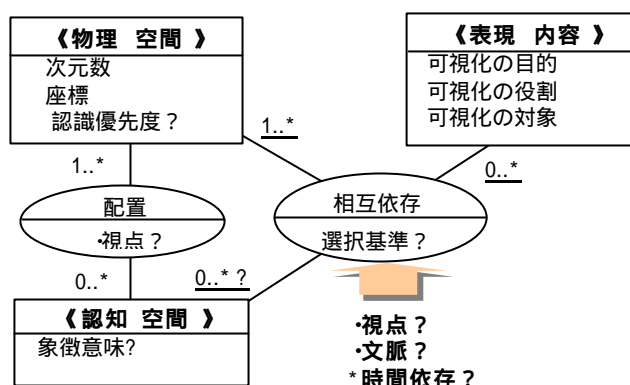 《物理 空間 》
次元数
座標
認識優先度？
《表現 内容 》
可視化の目的
可視化の役割
可視化の対象
1..*
1..*
0..*
配置
・視点？
相互依存
選択基準？
0..*
0..* ?
《認知 空間 》
象徴意味?
・視点？
・文脈？
*時間依存？